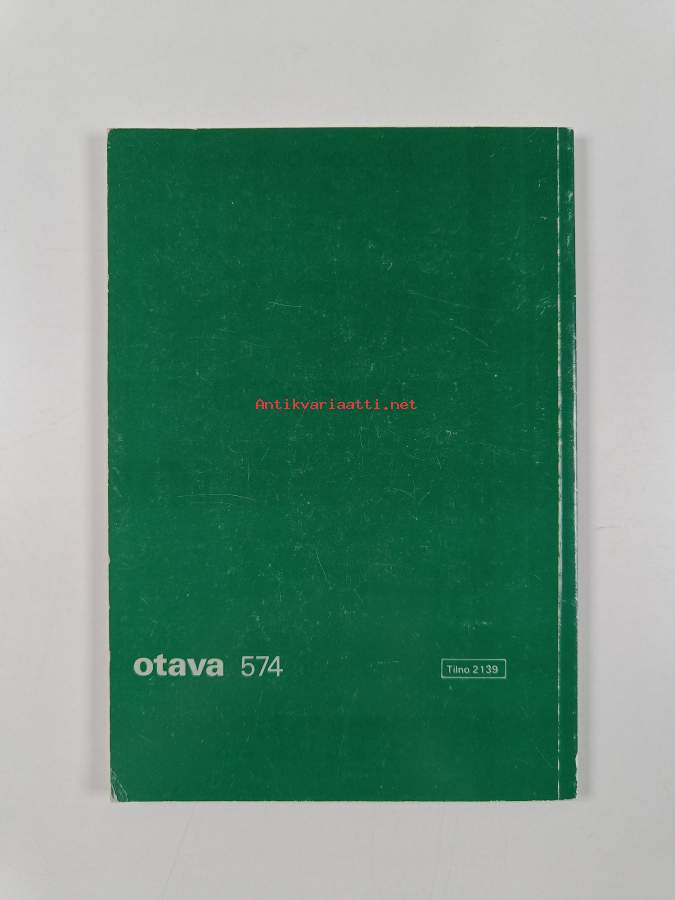 Antikvariaatti.net
otava 574
Tilno 2139